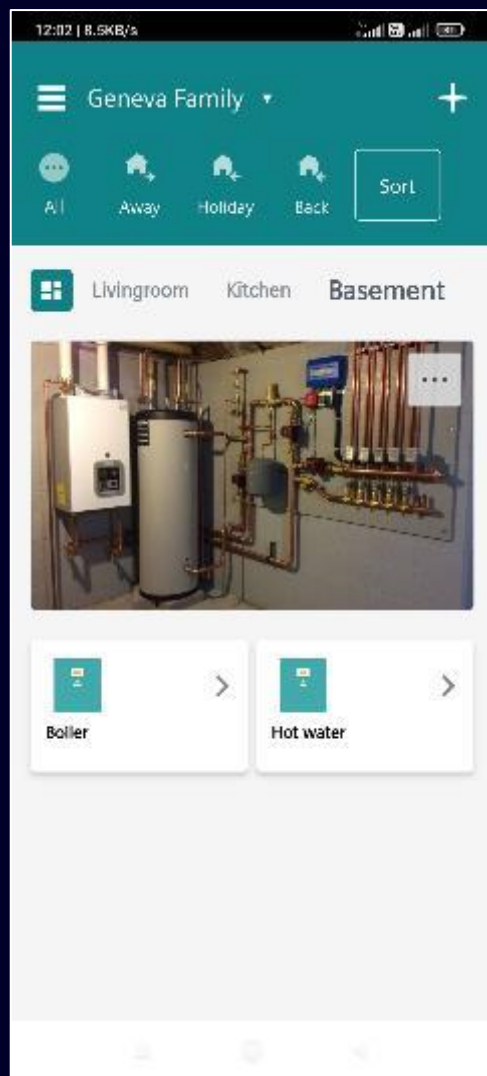 12:02 | 8.5KB/s
Geneva Family
All
Away
Holiday
Back
Sort
Livingroom
Kitchen
Basement
Boiler
Hot water